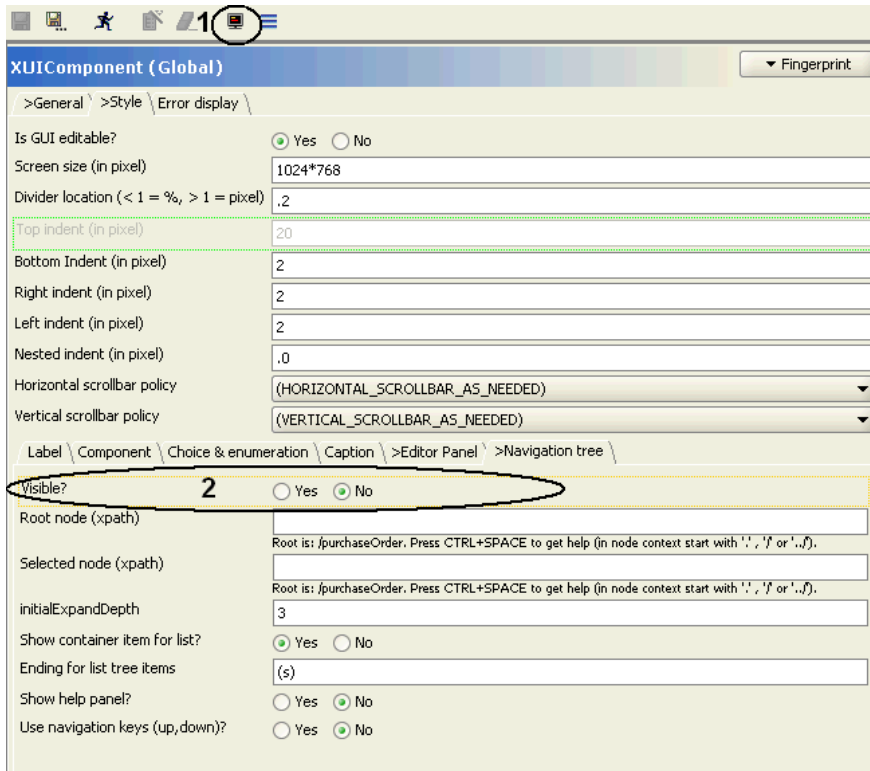 1
XUIComponent (Global)
Fingerprint
>General >Style Error display
Is GUI editable? Yes No
Screen size (in pixel) 1024*768
Divider location (< 1 = %, > 1 = pixel) .2
Top indent (in pixel) 20
Bottom Indent (in pixel) 2
Right indent (in pixel) 2
Left indent (in pixel) 2
Nested indent (in pixel) .0
Horizontal scrollbar policy (HORIZONTAL_SCROLLBAR_AS_NEEDED)
Vertical scrollbar policy (VERTICAL_SCROLLBAR_AS_NEEDED)
Label Component Choice & enumeration Caption >Editor Panel >Navigation tree
Visible? 2 Yes No
Root node (xpath)
Root is: /purchaseOrder. Press CTRL+SPACE to get help (in node context start with '.' , '/' or '../').
Selected node (xpath)
Root is: /purchaseOrder. Press CTRL+SPACE to get help (in node context start with '.' , '/' or '../').
initialExpandDepth 3
Show container item for list? Yes No
Ending for list tree items (s)
Show help panel? Yes No
Use navigation keys (up,down)? Yes No